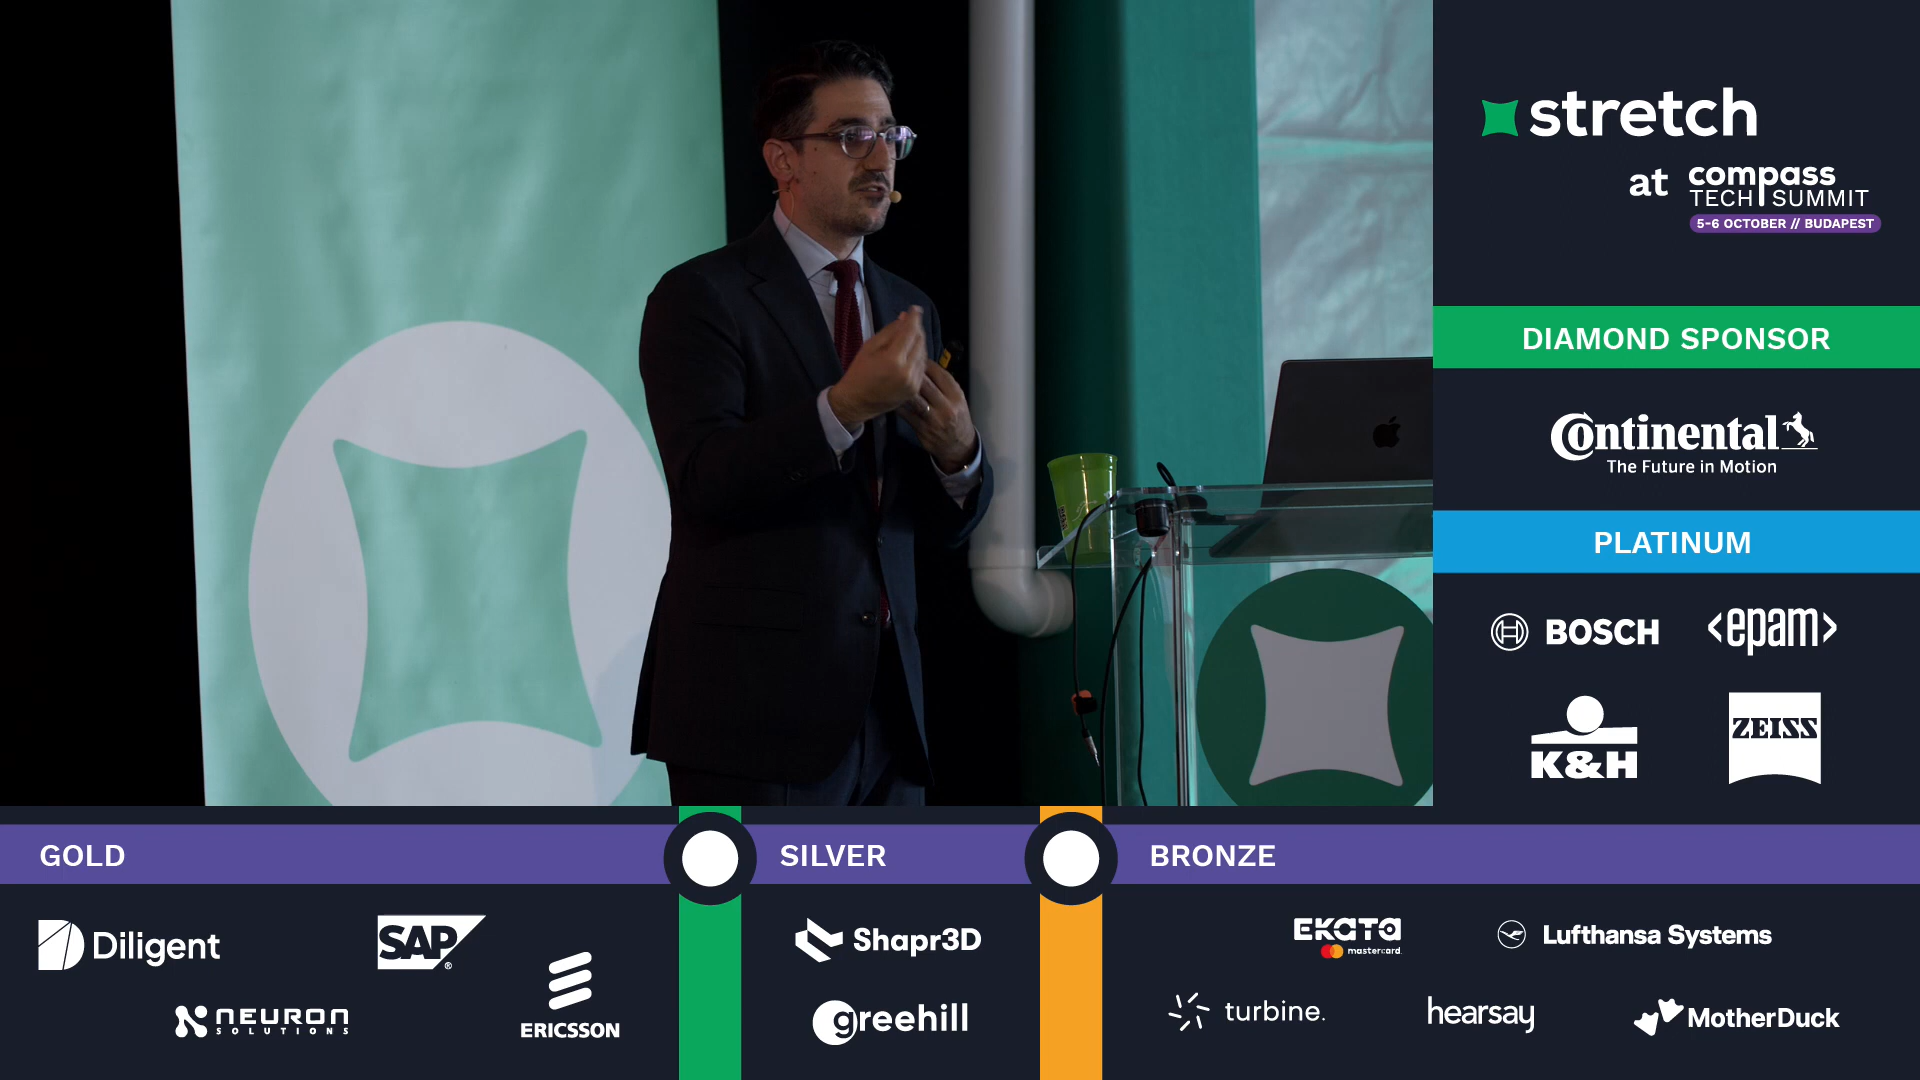 stretch
at compass
TECH SUMMIT
5-6 OCTOBER // BUDAPEST
DIAMOND SPONSOR
Continental
The Future in Motion
PLATINUM
BOSCH
<epam>
K&H
ZEISS
GOLD
SILVER
BRONZE
Diligent
SAP®
NEURON
SOLUTIONS
ERICSSON
Shapr3D
greehill
EKATA
mastercard.
Lufthansa Systems
turbine.
hearsay
MotherDuck